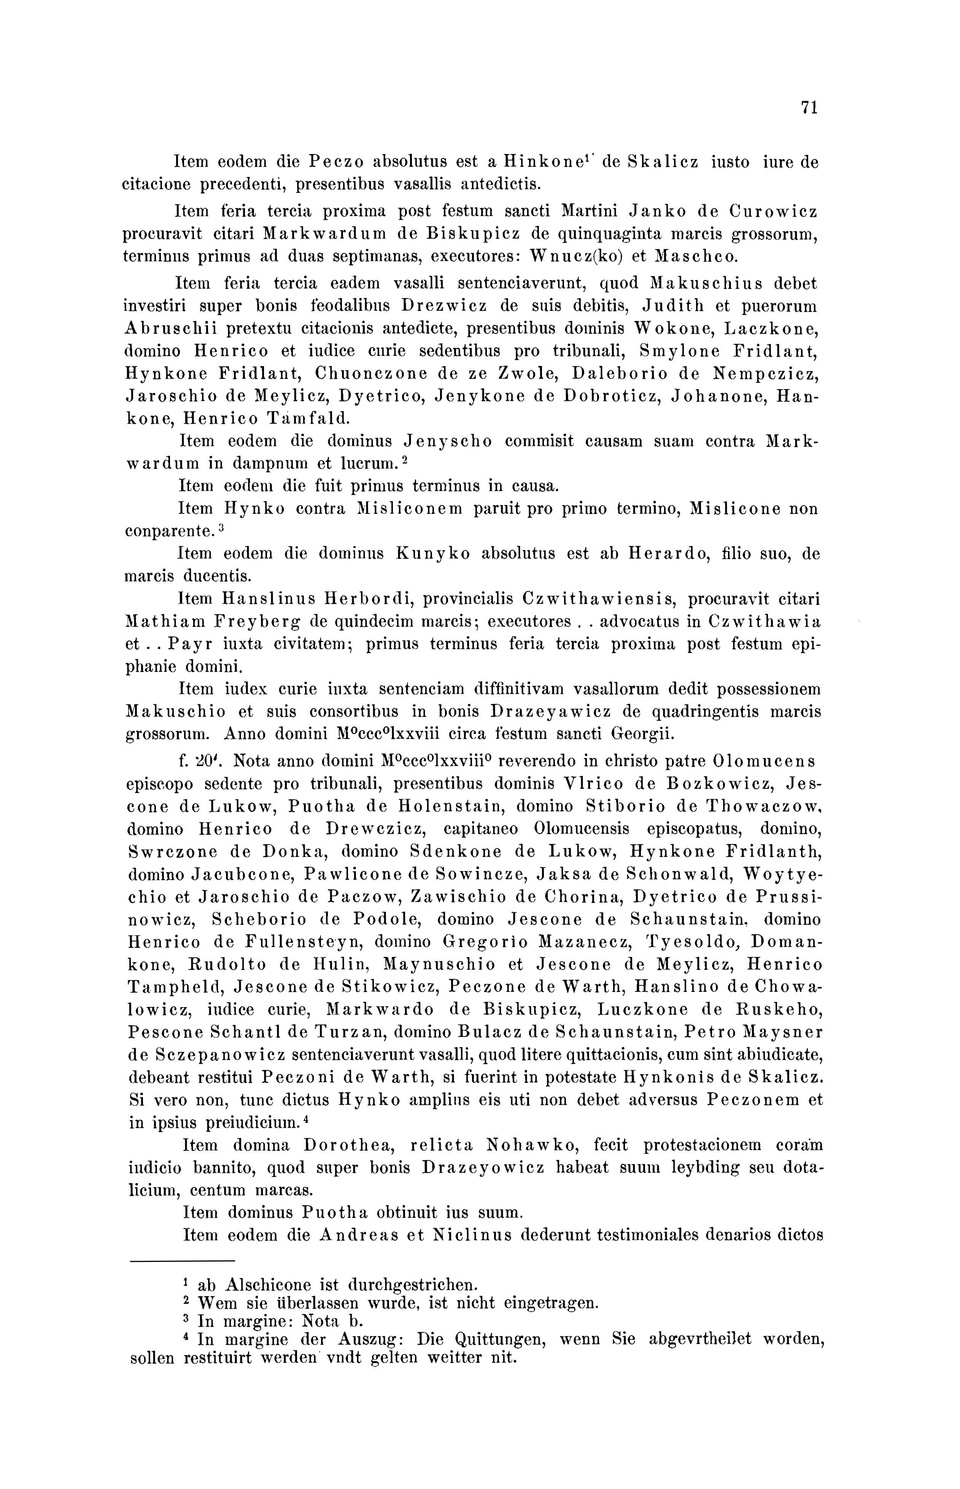 71
Item eodem die Peczo absolutus est a Hinkone¹ de Skalicz iusto iure de
citacione precedenti, presentibus vasallis antedictis.
Item feria tercia proxima post festum sancti Martini Janko de Curowicz
procuravit citari Markwardum de Biskupicz de quinquaginta marcis grossorum,
terminus primus ad duas septimanas, executores: Wnucz(ko) et Maschco.
Item feria tercia eadem vasalli sentenciaverunt, quod Makuschius debet
investiri super bonis feodalibus Drezwicz de suis debitis, Judith et puerorum
Abruschii pretextu citacionis antedicte, presentibus dominis Wokone, Laczkone,
domino Henrico et iudice curie sedentibus pro tribunali, Smylone Fridlant,
Hynkone Fridlant, Chuonczone de ze Zwole, Daleborio de Nempczicz,
Jaroschio de Meylicz, Dyetrico, Jenykone de Dobroticz, Johanone, Han-
kone, Henrico Tamfald.
Item eodem die dominus Jenyscho commisit causam suam contra Mark-
wardum in dampnum et lucrum.²
Item eodem die fuit primus terminus in causa.
Item Hynko contra Misliconem paruit pro primo termino, Mislicone non
conparente.³
Item eodem die dominus Kunyko absolutus est ab Herardo, filio suo, de
marcis ducentis.
Item Hanslinus Herbordi, provincialis Czwithawiensis, procuravit citari
Mathiam Freyberg de quindecim marcis; executores . . advocatus in Czwithawia
et . . Payr iuxta civitatem; primus terminus feria tercia proxima post festum epi-
phanie domini.
Item iudex curie iuxta sentenciam diffinitivam vasallorum dedit possessionem
Makuschio et suis consortibus in bonis Drazeyawicz de quadringentis marcis
grossorum. Anno domini Mᵒcccᵒlxxviii circa festum sancti Georgii.
f. 20'. Nota anno domini Mᵒcccᵒlxxviiiᵒ reverendo in christo patre Olomucens
episcopo sedente pro tribunali, presentibus dominis Vlrico de Bozkowicz, Jes-
cone de Lukow, Puotha de Holenstain, domino Stiborio de Thowaczow,
domino Henrico de Drewczicz, capitaneo Olomucensis episcopatus, domino,
Swrczone de Donka, domino Sdenkone de Lukow, Hynkone Fridlanth,
domino Jacubcone, Pawlicone de Sowincze, Jaksa de Schonwald, Woytye-
chio et Jaroschio de Paczow, Zawischio de Chorina, Dyetrico de Prussi-
nowicz, Scheborio de Podole, domino Jescone de Schaunstain, domino
Henrico de Fullensteyn, domino Gregorio Mazanecz, Tyesoldo, Doman-
kone, Rudolto de Hulin, Maynuschio et Jescone de Meylicz, Henrico
Tampheld, Jescone de Stikowicz, Peczone de Warth, Hanslino de Chowa-
lowicz, iudice curie, Markwardo de Biskupicz, Luczkone de Ruskeho,
Pescone Schantl de Turzan, domino Bulacz de Schaunstain, Petro Maysner
de Sczepanowicz sentenciaverunt vasalli, quod litere quittacionis, cum sint abiudicate,
debeant restitui Peczoni de Warth, si fuerint in potestate Hynkonis de Skalicz.
Si vero non, tunc dictus Hynko amplius eis uti non debet adversus Peczonem et
in ipsius preiudicium.⁴
Item domina Dorothea, relicta Nohawko, fecit protestacionem coram
iudicio bannito, quod super bonis Drazeyowicz habeat suum leybding seu dota-
licium, centum marcas.
Item dominus Puotha obtinuit ius suum.
Item eodem die Andreas et Niclinus dederunt testimoniales denarios dictos
¹ ab Alschicone ist durchgestrichen.
² Wem sie überlassen wurde, ist nicht eingetragen.
³ In margine: Nota b.
⁴ In margine der Auszug: Die Quittungen, wenn Sie abgevrtheilet worden,
sollen restituirt werden vndt gelten weitter nit.